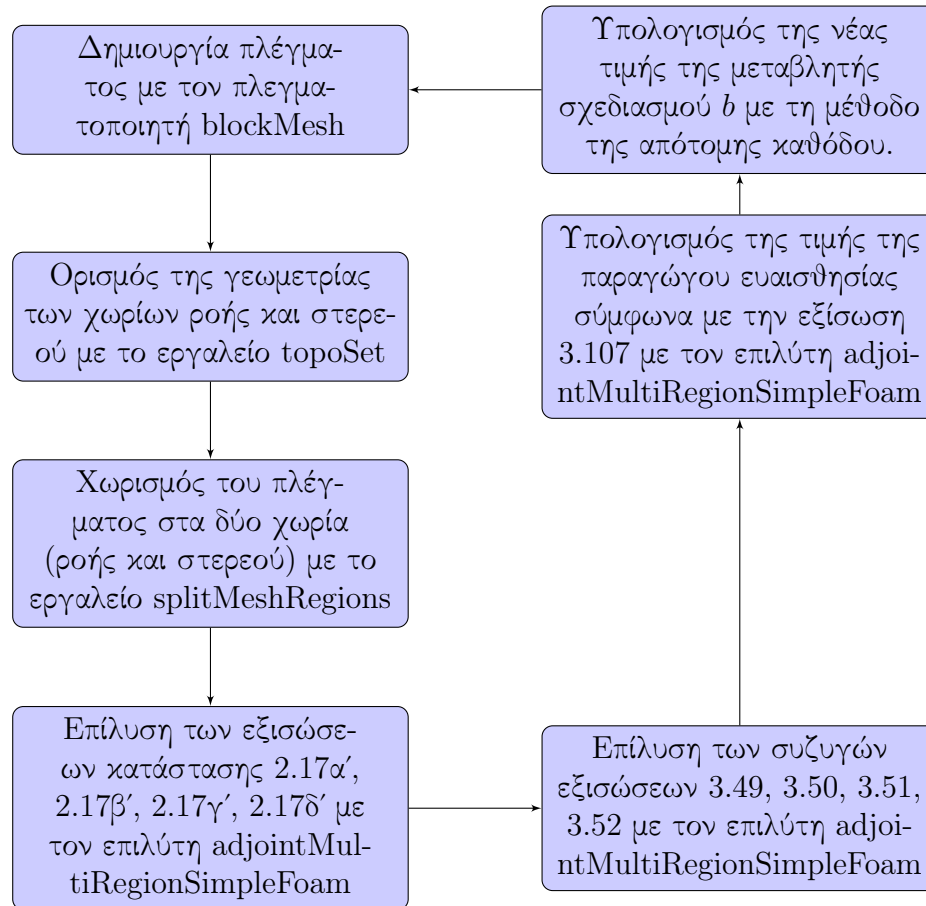 Δημιουργία πλέγμα-
τος με τον πλεγμα-
τοποιητή blockMesh
Ορισμός της γεωμετρίας
των χωρίων ροής και στερε-
ού με το εργαλείο topoSet
Χωρισμός του πλέγ-
ματος στα δύο χωρία
(ροής και στερεού) με το
εργαλείο splitMeshRegions
Επίλυση των εξισώσε-
ων κατάστασης 2.17αʹ,
2.17βʹ, 2.17γʹ, 2.17δʹ με
τον επιλύτη adjointMul-
tiRegionSimpleFoam
Επίλυση των συζυγών
εξισώσεων 3.49, 3.50, 3.51,
3.52 με τον επιλύτη adjoi-
ntMultiRegionSimpleFoam
Υπολογισμός της τιμής της
παραγώγου ευαισθησίας
σύμφωνα με την εξίσωση
3.107 με τον επιλύτη adjoi-
ntMultiRegionSimpleFoam
Υπολογισμός της νέας
τιμής της μεταβλητής
σχεδιασμού b με τη μέθοδο
της απότομης καθόδου.